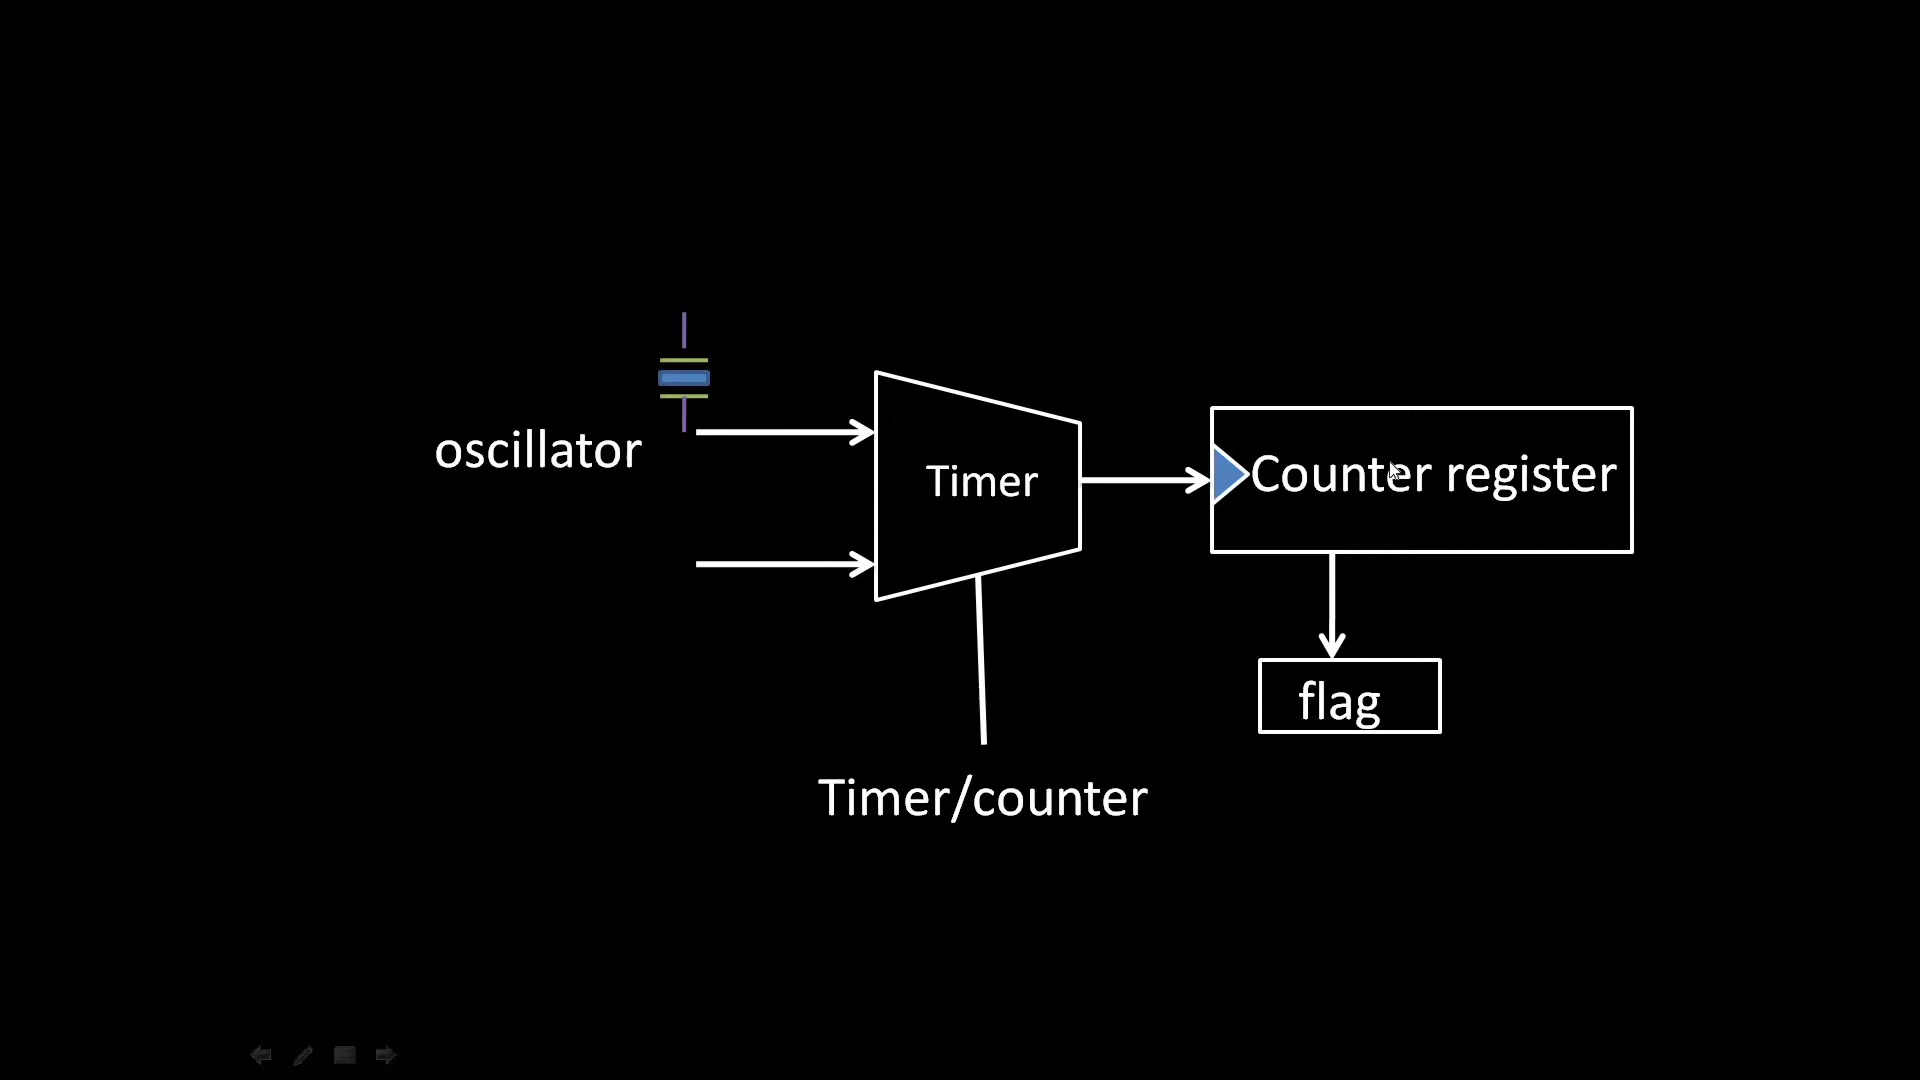 oscillator
Timer
Counter register
flag
Timer/counter